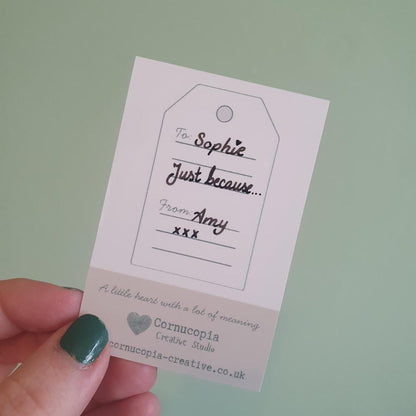 To: Sophie
Just because...
From: Amy
xxx
A little heart with a lot of meaning
Cornucopia
Creative Studio
cornucopia-creative.co.uk